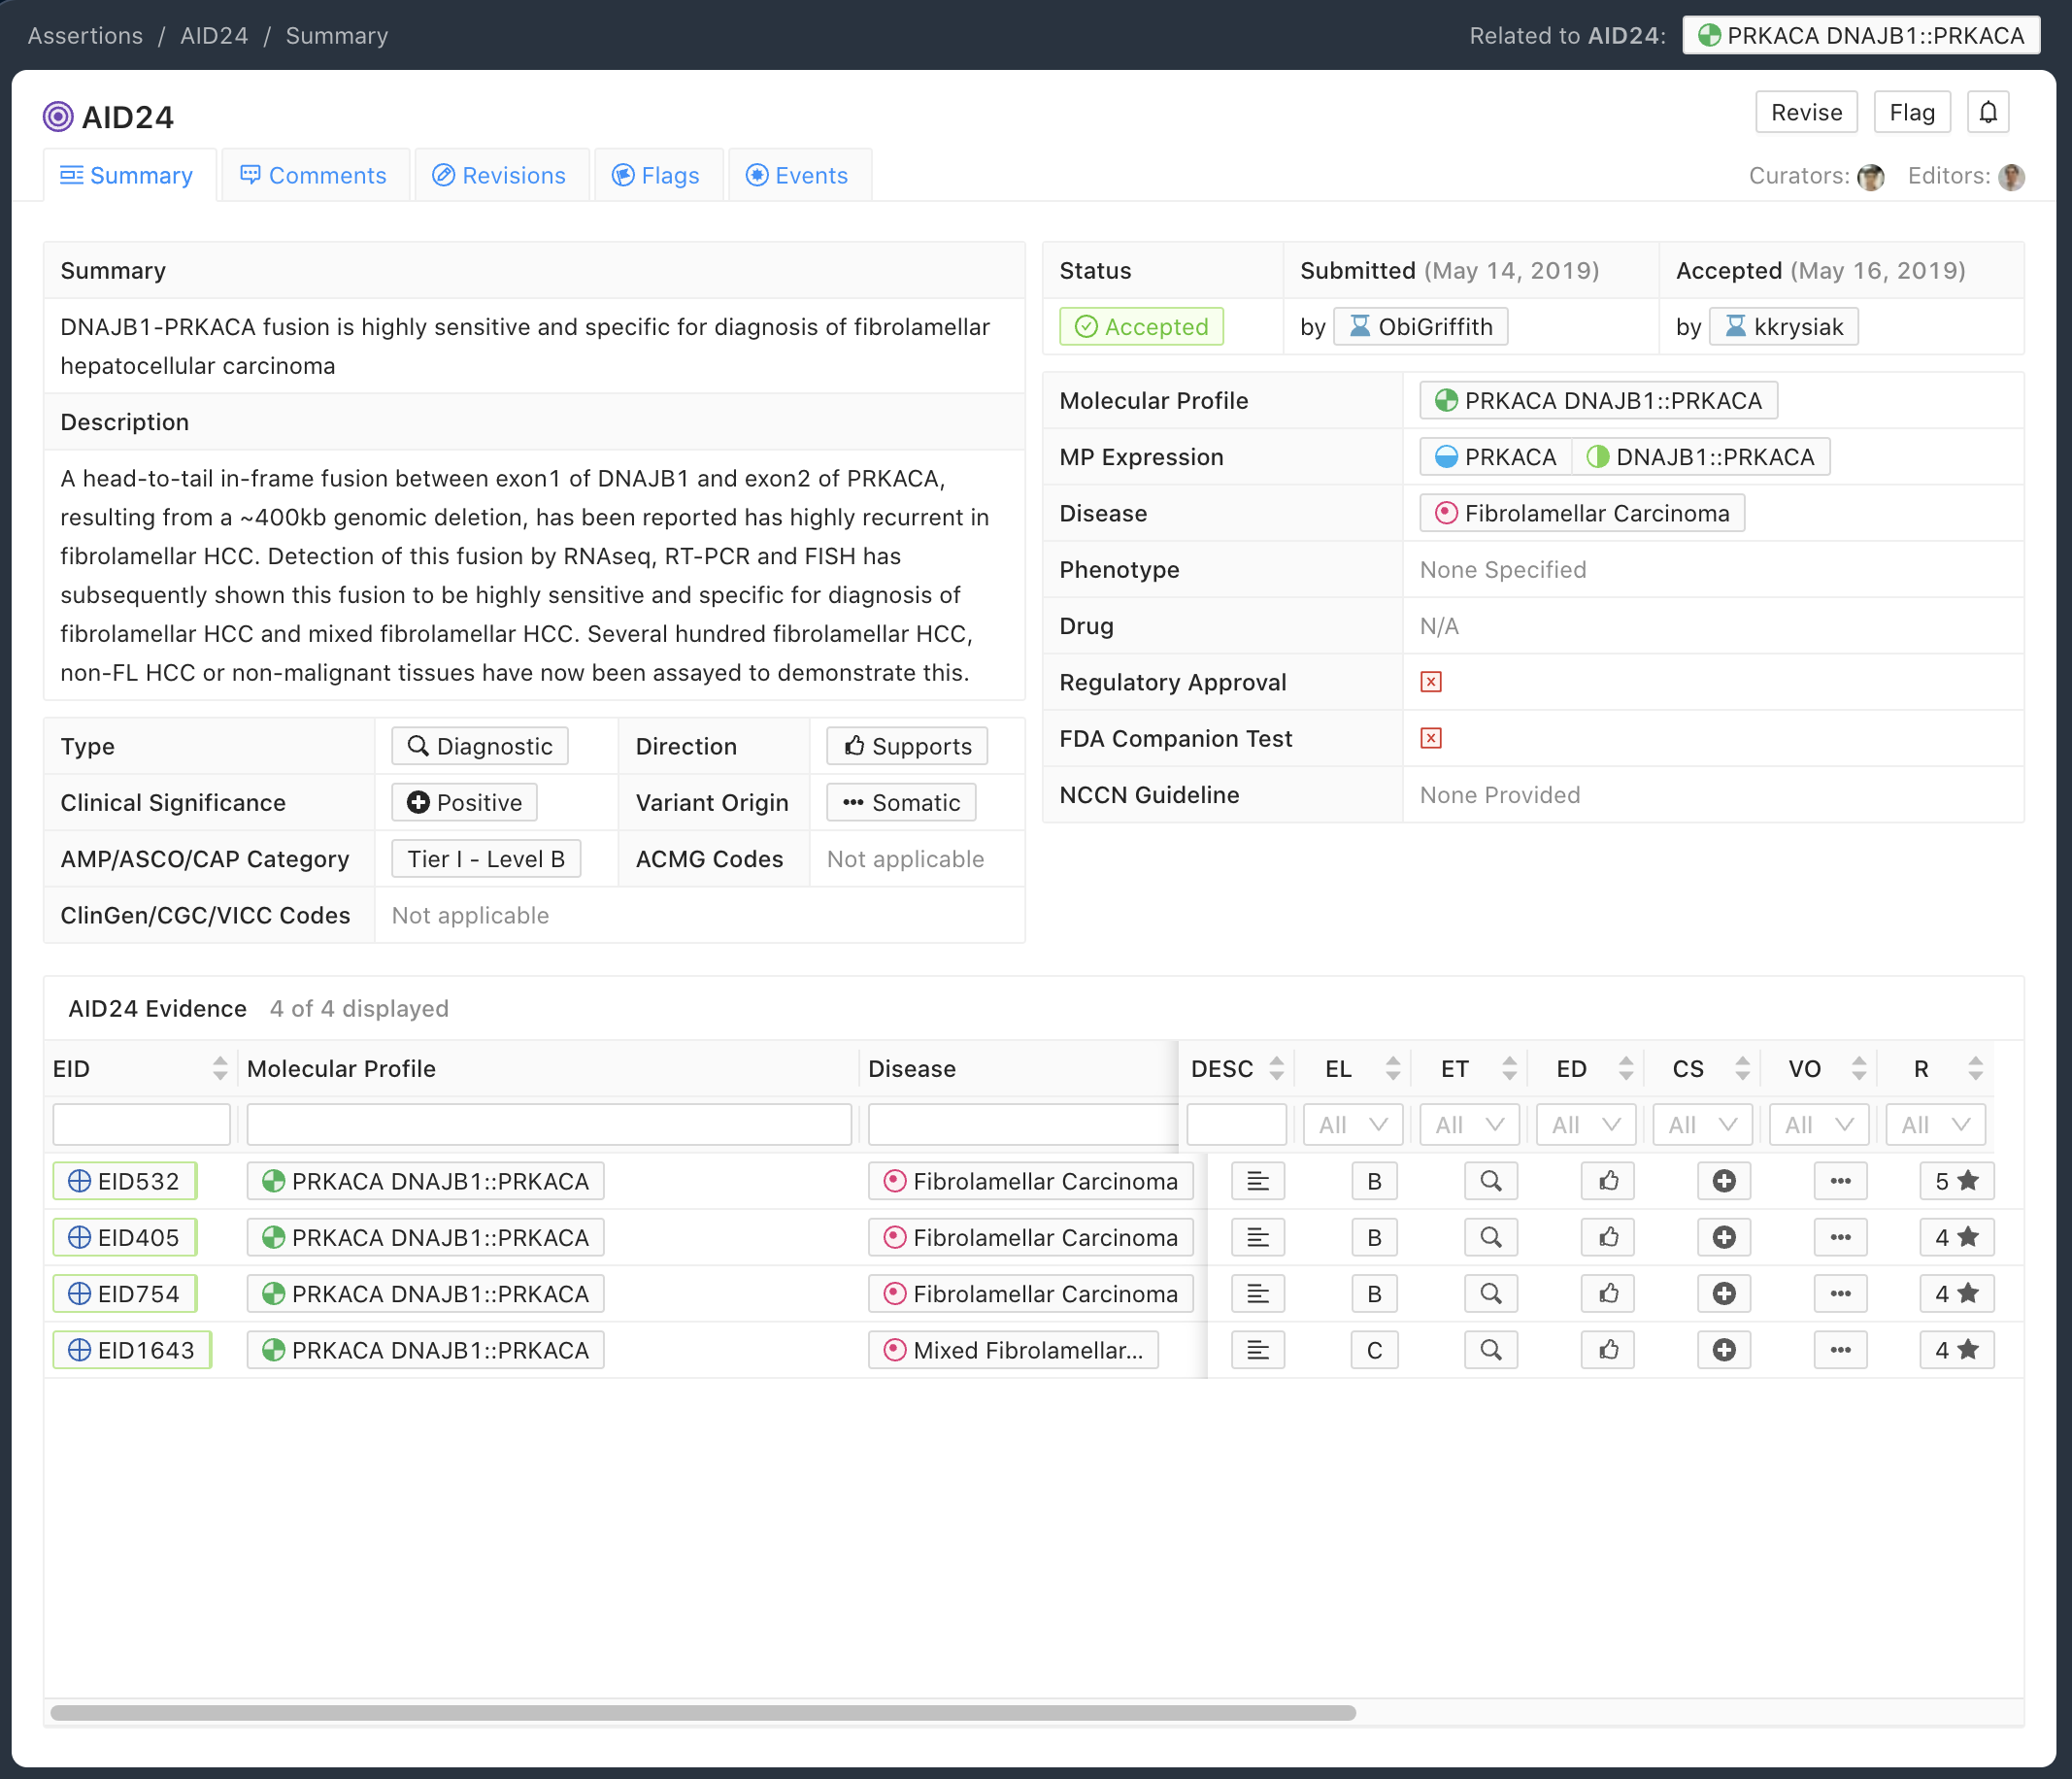 Assertions / AID24 / Summary
Related to AID24: PRKACA DNAJB1::PRKACA
AID24
Revise Flag
Summary Comments Revisions Flags Events
Curators: Editors:
Summary
DNAJB1-PRKACA fusion is highly sensitive and specific for diagnosis of fibrolamellar
hepatocellular carcinoma
Description
A head-to-tail in-frame fusion between exon1 of DNAJB1 and exon2 of PRKACA,
resulting from a ~400kb genomic deletion, has been reported has highly recurrent in
fibrolamellar HCC. Detection of this fusion by RNAseq, RT-PCR and FISH has
subsequently shown this fusion to be highly sensitive and specific for diagnosis of
fibrolamellar HCC and mixed fibrolamellar HCC. Several hundred fibrolamellar HCC,
non-FL HCC or non-malignant tissues have now been assayed to demonstrate this.
Type Diagnostic Direction Supports
Clinical Significance Positive Variant Origin Somatic
AMP/ASCO/CAP Category Tier I - Level B ACMG Codes Not applicable
ClinGen/CGC/VICC Codes Not applicable
Status Submitted (May 14, 2019) Accepted (May 16, 2019)
Accepted by ObiGriffith by kkrysiak
Molecular Profile PRKACA DNAJB1::PRKACA
MP Expression PRKACA DNAJB1::PRKACA
Disease Fibrolamellar Carcinoma
Phenotype None Specified
Drug N/A
Regulatory Approval
FDA Companion Test
NCCN Guideline None Provided
AID24 Evidence 4 of 4 displayed
EID Molecular Profile Disease DESC EL ET ED CS VO R
All All All All All All
EID532 PRKACA DNAJB1::PRKACA Fibrolamellar Carcinoma B 5
EID405 PRKACA DNAJB1::PRKACA Fibrolamellar Carcinoma B 4
EID754 PRKACA DNAJB1::PRKACA Fibrolamellar Carcinoma B 4
EID1643 PRKACA DNAJB1::PRKACA Mixed Fibrolamellar... C 4